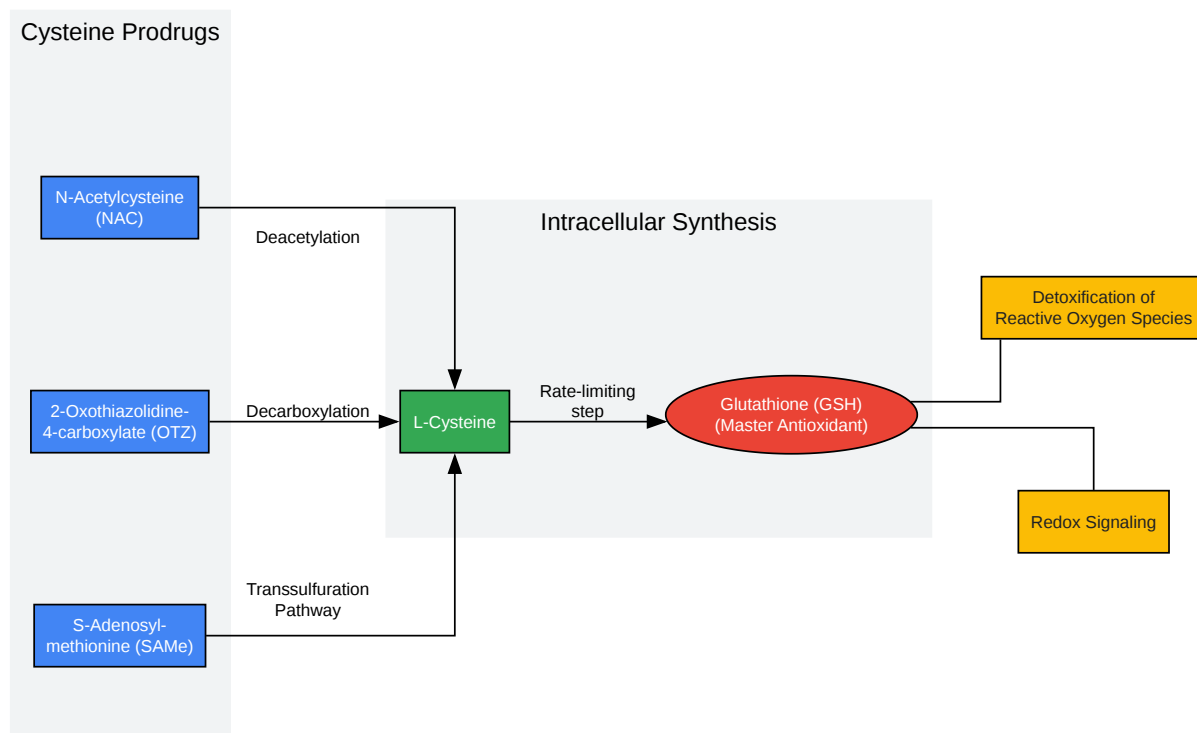 Cysteine Prodrugs
N-Acetylcysteine
(NAC)
Deacetylation
2-Oxothiazolidine-
4-carboxylate (OTZ)
Decarboxylation
S-Adenosyl-
methionine (SAMe)
Transsulfuration
Pathway
Intracellular Synthesis
L-Cysteine
Rate-limiting
step
Glutathione (GSH)
(Master Antioxidant)
Detoxification of
Reactive Oxygen Species
Redox Signaling